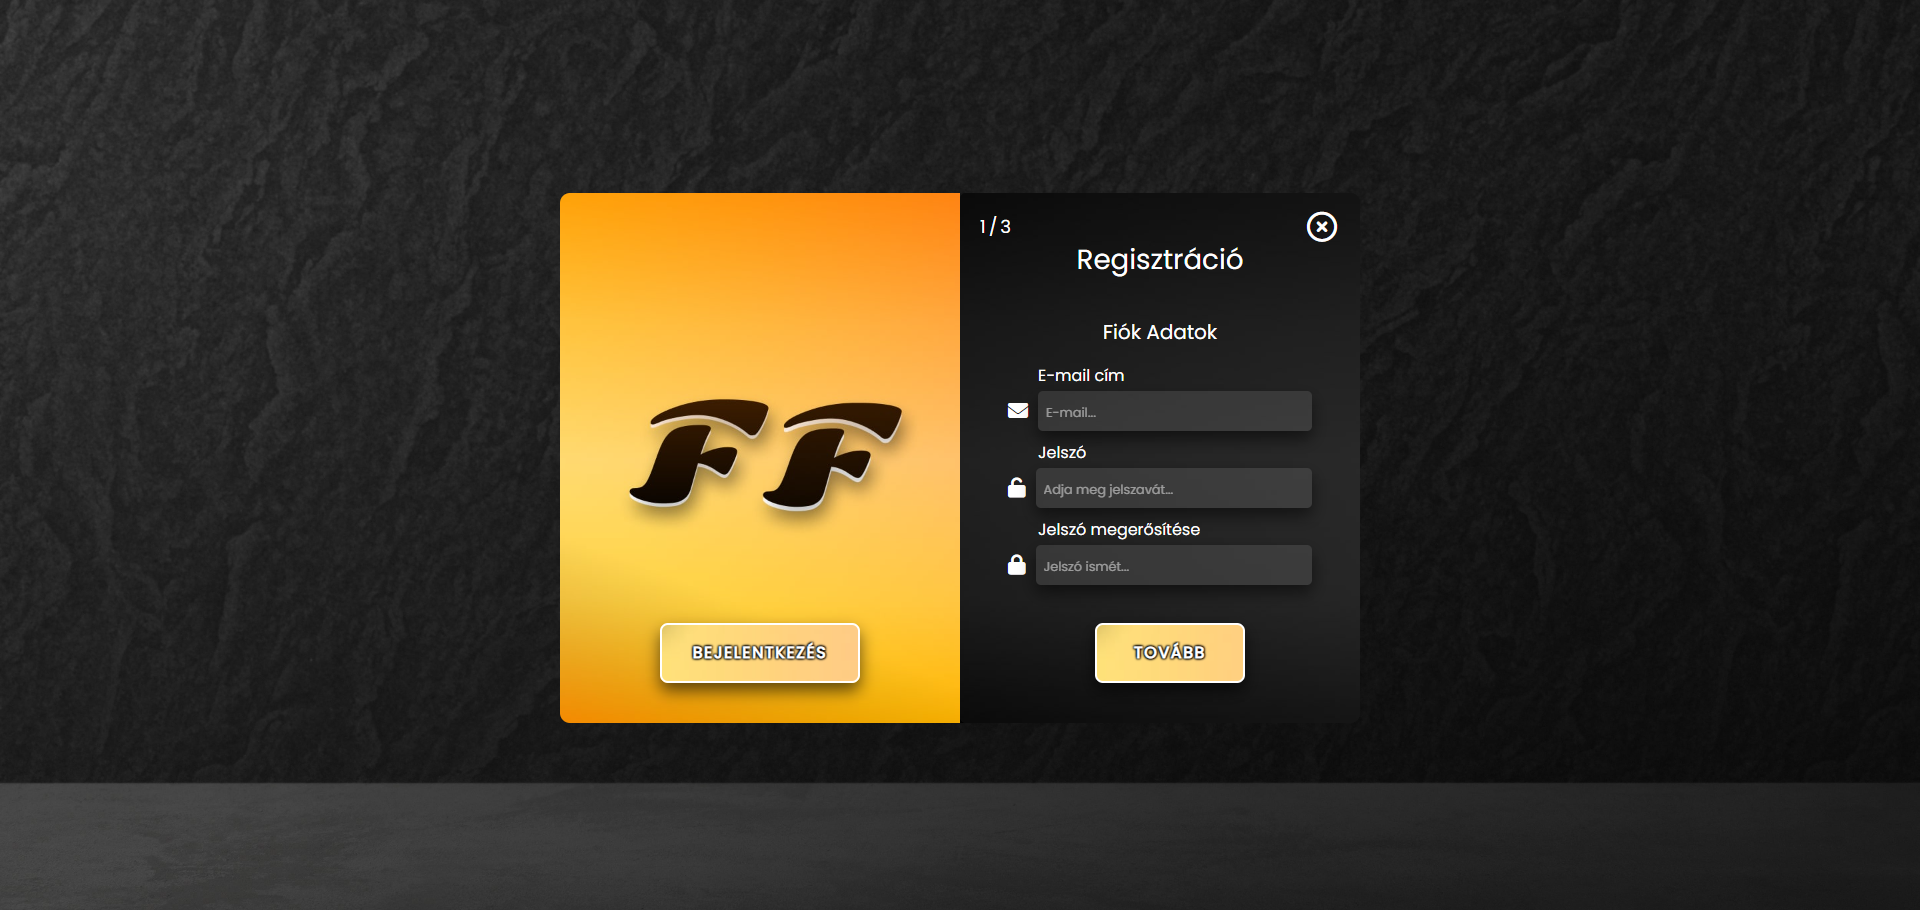 FF
BEJELENTKEZÉS
1 / 3
Regisztráció
Fiók Adatok
E-mail cím
E-mail...
Jelszó
Adja meg jelszavát...
Jelszó megerősítése
Jelszó ismét...
TOVÁBB